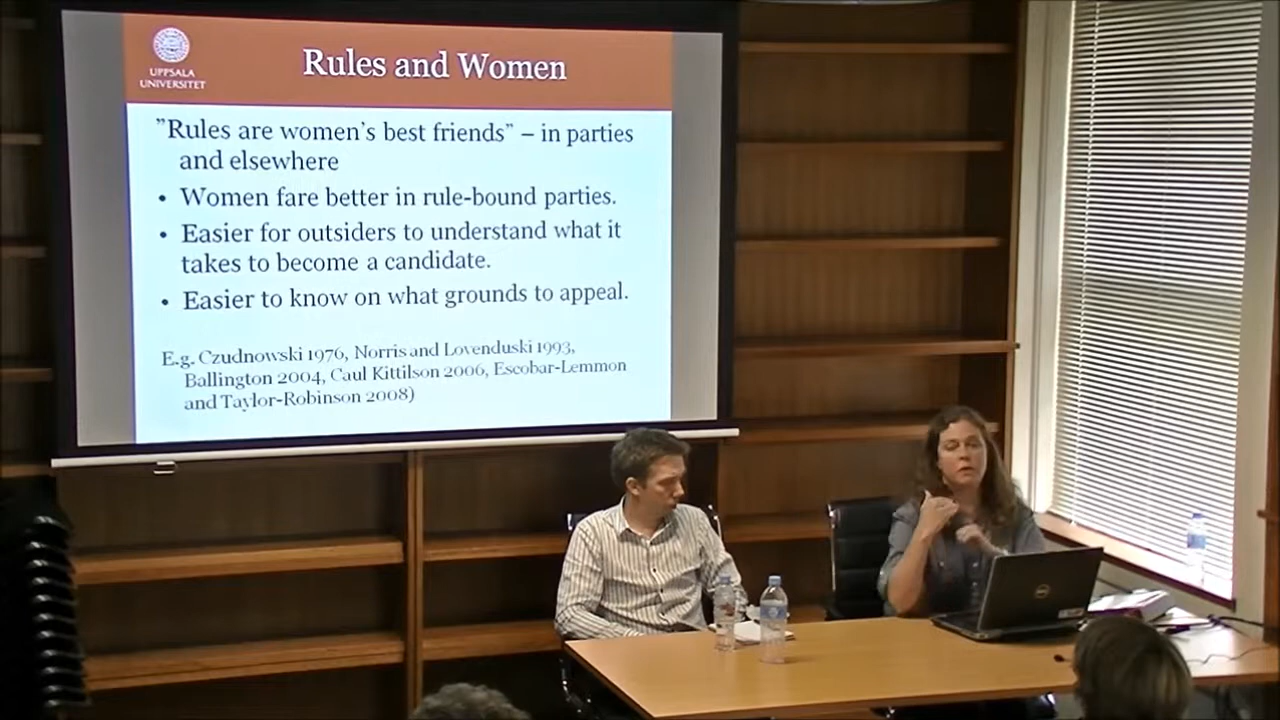 UPPSALA
UNIVERSITET
Rules and Women
”Rules are women’s best friends” – in parties
and elsewhere
• Women fare better in rule-bound parties.
• Easier for outsiders to understand what it
takes to become a candidate.
• Easier to know on what grounds to appeal.
E.g. Czudnowski 1976, Norris and Lovenduski 1993,
Ballington 2004, Caul Kittilson 2006, Escobar-Lemmon
and Taylor-Robinson 2008)
DELL